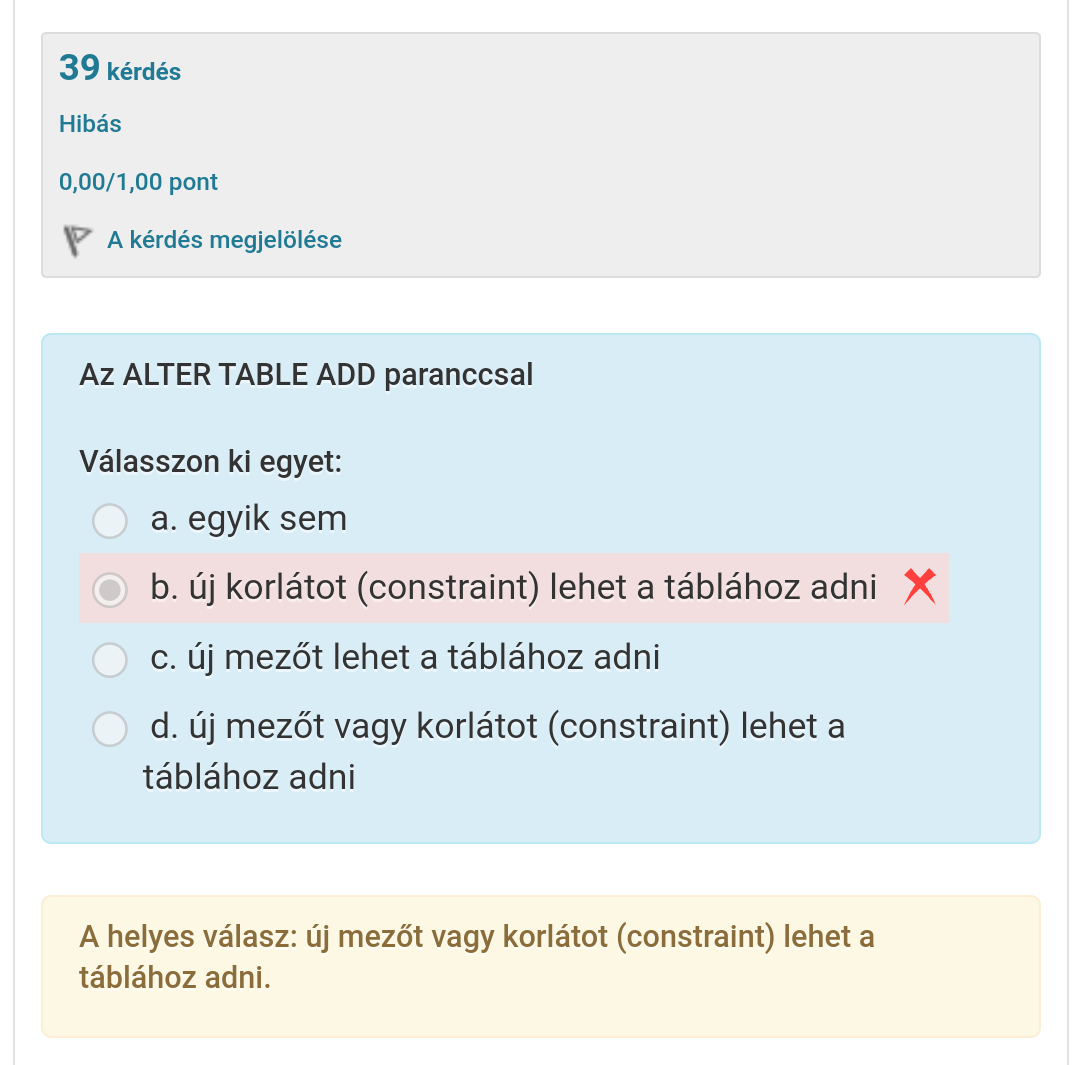 39 kérdés
Hibás
0,00/1,00 pont
A kérdés megjelölése
Az ALTER TABLE ADD paranccsal
Válasszon ki egyet:
a. egyik sem
b. új korlátot (constraint) lehet a táblához adni
c. új mezőt lehet a táblához adni
d. új mezőt vagy korlátot (constraint) lehet a
táblához adni
A helyes válasz: új mezőt vagy korlátot (constraint) lehet a
táblához adni.